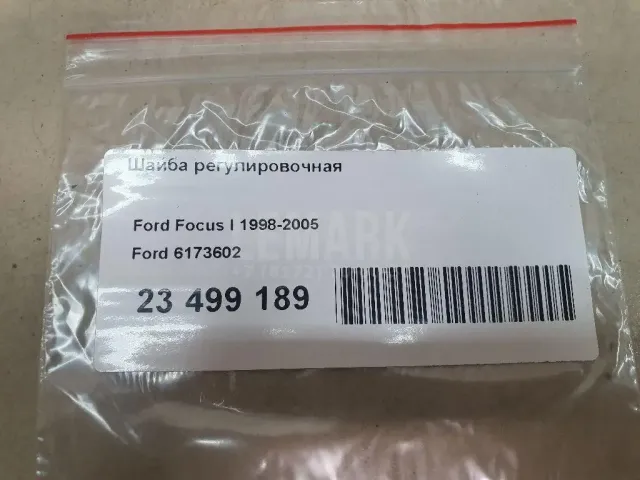 Шайба регулировочная
Ford Focus I 1998-2005
Ford 6173602
23 499 189